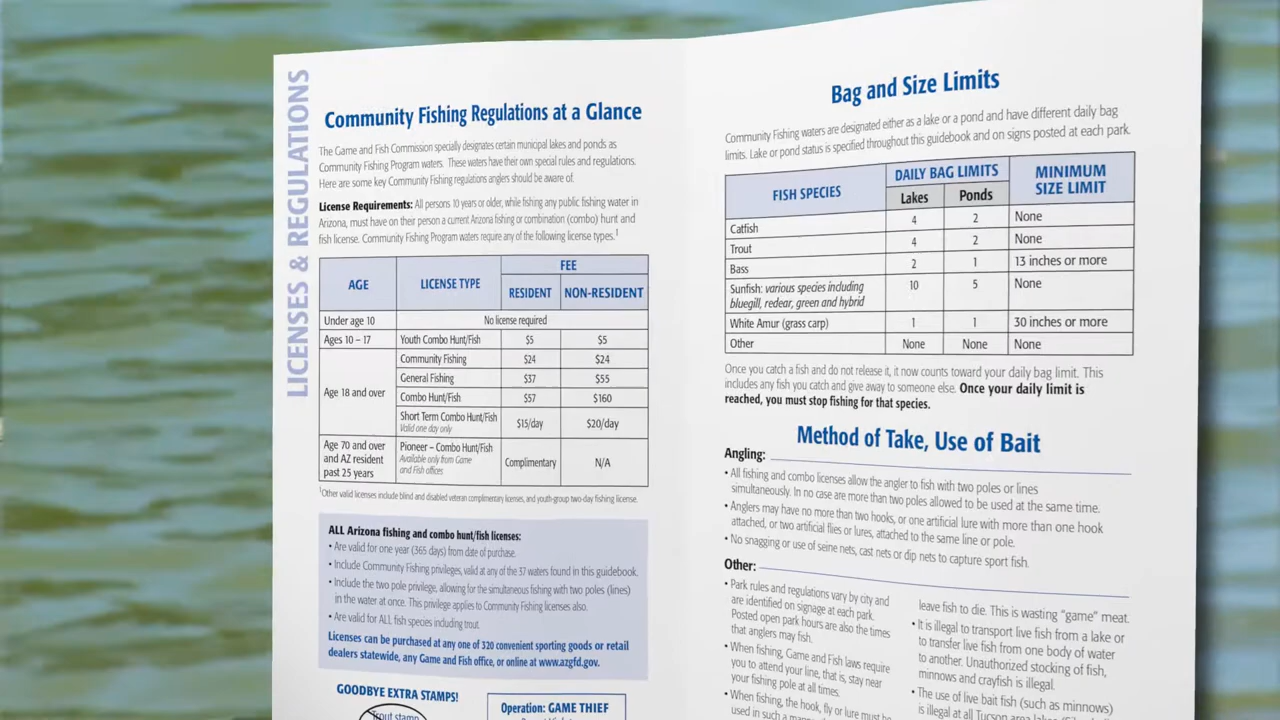 LICENSES & REGULATIONS
Community Fishing Regulations at a Glance
The Game and Fish Commission specially designates certain municipal lakes and ponds as
Community Fishing Program waters. These waters have their own special rules and regulations.
Here are some key Community Fishing regulations anglers should be aware of.
License Requirements: All persons 10 years or older, while fishing any public fishing water in
Arizona, must have on their person a current Arizona fishing or combination (combo) hunt and
fish license. Community Fishing Program waters require any of the following license types.1
AGE LICENSE TYPE FEE
RESIDENT NON-RESIDENT
Under age 10 No license required
Ages 10 – 17 Youth Combo Hunt/Fish $5 $5
Age 18 and over
Community Fishing $24 $24
General Fishing $37 $55
Combo Hunt/Fish $57 $160
Short Term Combo Hunt/Fish $15/day $20/day
Valid one day only
Age 70 and over
and AZ resident
past 25 years
Pioneer – Combo Hunt/Fish
Available only from Game
and Fish offices
Complimentary N/A
1Other valid licenses include blind and disabled veteran complimentary licenses, and youth-group two-day fishing license.
ALL Arizona fishing and combo hunt/fish licenses:
• Are valid for one year (365 days) from date of purchase.
• Include Community Fishing privileges, valid at any of the 37 waters found in this guidebook.
• Include the two pole privilege, allowing for the simultaneous fishing with two poles (lines)
in the water at once. This privilege applies to Community Fishing licenses also.
• Are valid for ALL fish species including trout.
Licenses can be purchased at any one of 320 convenient sporting goods or retail
dealers statewide, any Game and Fish office, or online at www.azgfd.gov.
GOODBYE EXTRA STAMPS!
Trout stamp
Operation: GAME THIEF
Bag and Size Limits
Community Fishing waters are designated either as a lake or a pond and have different daily bag
limits. Lake or pond status is specified throughout this guidebook and on signs posted at each park.
FISH SPECIES DAILY BAG LIMITS MINIMUM
SIZE LIMIT
Lakes Ponds
Catfish 4 2 None
Trout 4 2 None
Bass 2 1 13 inches or more
Sunfish: various species including 10 5 None
bluegill, redear, green and hybrid
White Amur (grass carp) 1 1 30 inches or more
Other None None None
Once you catch a fish and do not release it, it now counts toward your daily bag limit. This
includes any fish you catch and give away to someone else. Once your daily limit is
reached, you must stop fishing for that species.
Method of Take, Use of Bait
Angling:
• All fishing and combo licenses allow the angler to fish with two poles or lines
simultaneously. In no case are more than two poles allowed to be used at the same time.
• Anglers may have no more than two hooks, or one artificial lure with more than one hook
attached, or two artificial flies or lures, attached to the same line or pole.
• No snagging or use of seine nets, cast nets or dip nets to capture sport fish.
Other:
• Park rules and regulations vary by city and
are identified on signage at each park.
Posted open park hours are also the times
that anglers may fish.
• When fishing, Game and Fish laws require
you to attend your line, that is, stay near
your fishing pole at all times.
• When fishing, the hook, fly or lure must be
used in such a
leave fish to die. This is wasting “game” meat.
• It is illegal to transport live fish from a lake or
to transfer live fish from one body of water
to another. Unauthorized stocking of fish,
minnows and crayfish is illegal.
• The use of live bait fish (such as minnows)
is illegal at all Tucson area lakes